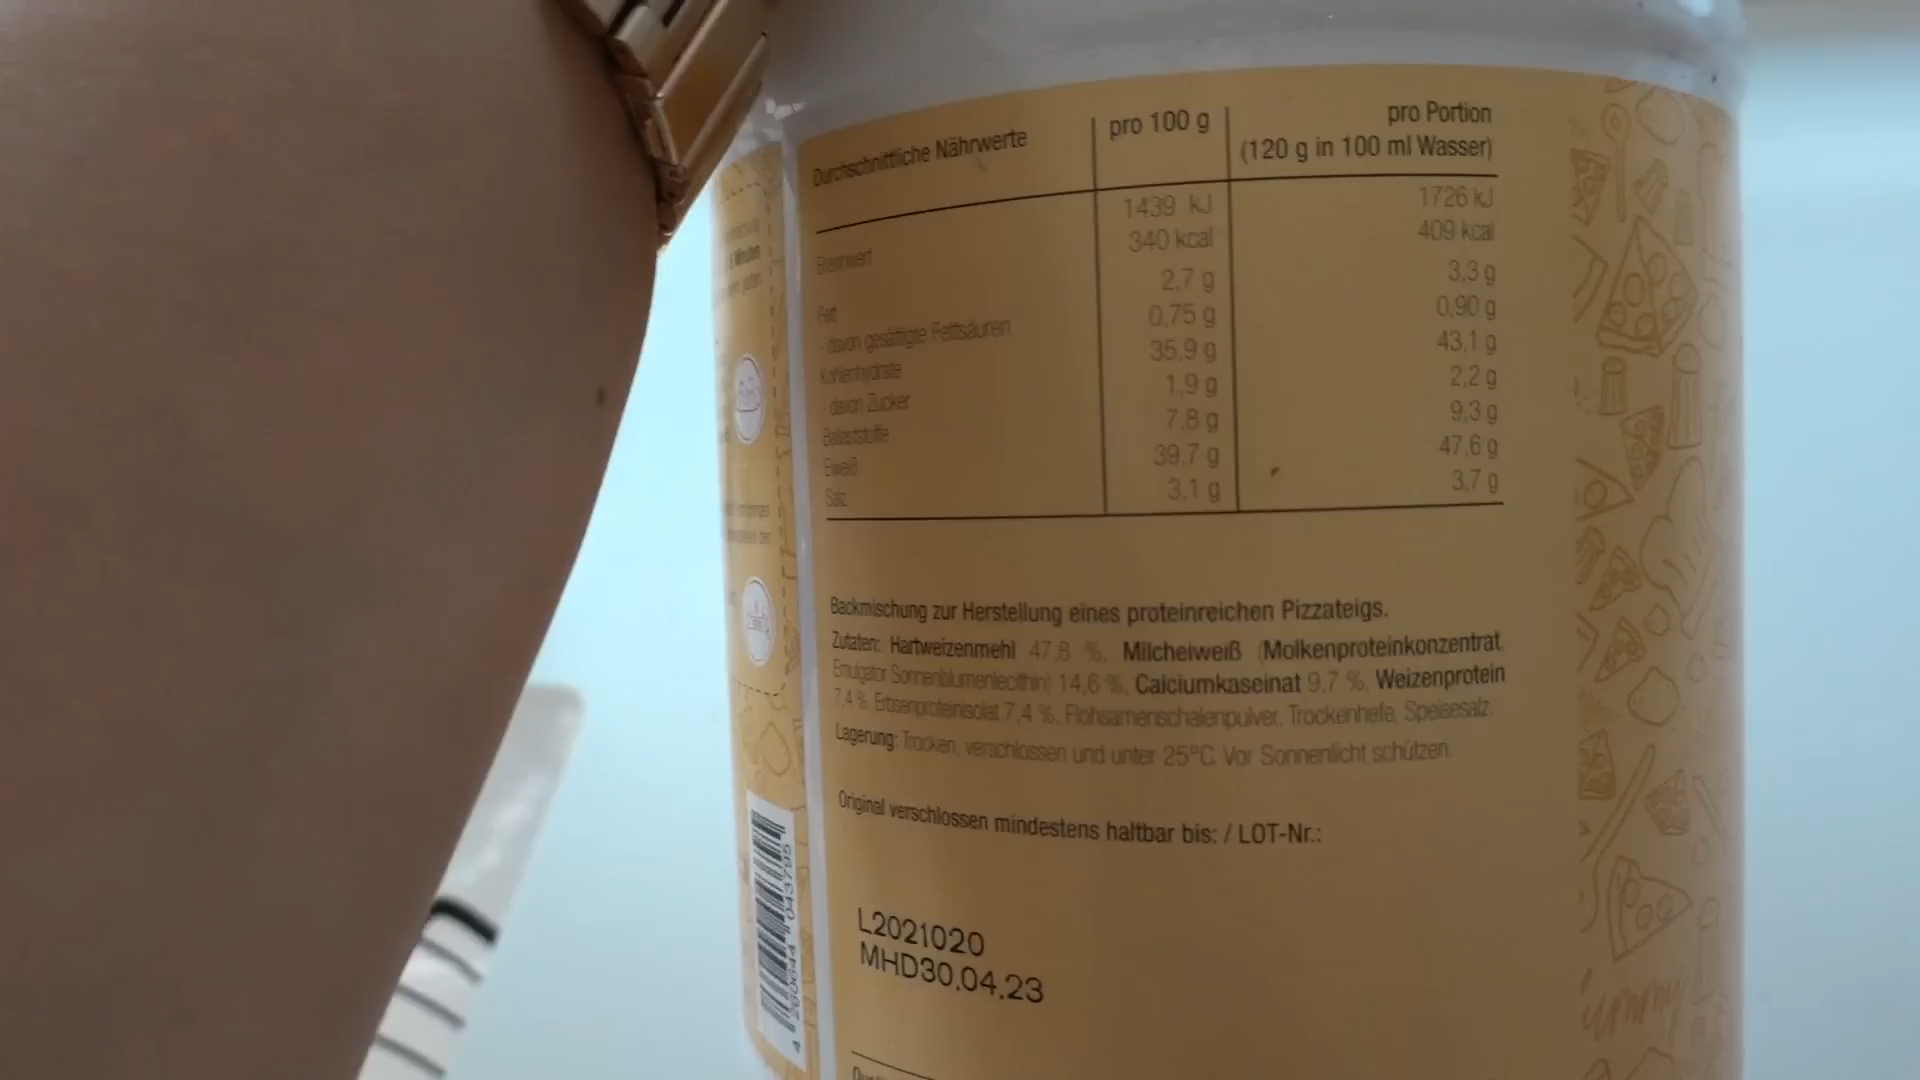 Durchschnittliche Nährwerte pro 100 g pro Portion
(120 g in 100 ml Wasser)
Brennwert 1439 kJ 1726 kJ
340 kcal 409 kcal
Fett 2,7 g 3,3 g
- davon gesättigte Fettsäuren 0,75 g 0,90 g
Kohlenhydrate 35,9 g 43,1 g
- davon Zucker 1,9 g 2,2 g
Ballaststoffe 7,8 g 9,3 g
Eiweiß 39,7 g 47,6 g
Salz 3,1 g 3,7 g
Backmischung zur Herstellung eines proteinreichen Pizzateigs.
Zutaten: Hartweizenmehl 47,8 %, Milcheiweiß (Molkenproteinkonzentrat,
Emulgator Sonnenblumenlecithin) 14,6 %, Calciumkaseinat 9,7 %, Weizenprotein
7,4 %, Erbsenproteinisolat 7,4 %, Flohsamenschalenpulver, Trockenhefe, Speisesalz.
Lagerung: Trocken, verschlossen und unter 25°C. Vor Sonnenlicht schützen.
Original verschlossen mindestens haltbar bis: / LOT-Nr.:
L2021020
MHD30.04.23
4 260644 043795
yummy